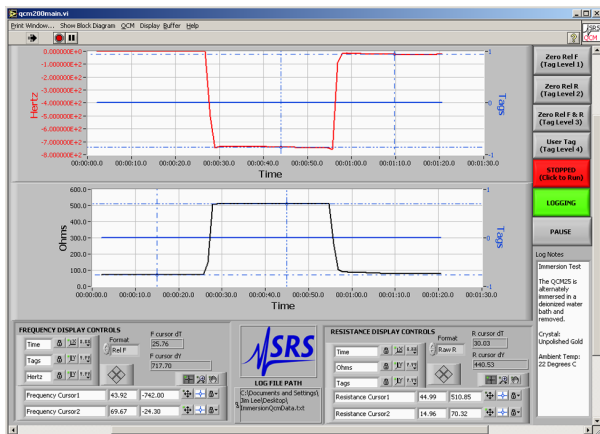 qcm200main.vi
Print Window... Show Block Diagram QCM Display Buffer Help
?
SRS
QCM
0.000000E+0
-1.000000E+2
-2.000000E+2
-3.000000E+2
-4.000000E+2
-5.000000E+2
-6.000000E+2
-7.000000E+2
-8.000000E+2
Hertz
1
0
-1
Tags
00:00:00.0 00:00:10.0 00:00:20.0 00:00:30.0 00:00:40.0 00:00:50.0 00:01:00.0 00:01:10.0 00:01:20.0 00:01:30.0
Time
600.0
500.0
400.0
300.0
200.0
100.0
0.0
Ohms
1
0
-1
Tags
00:00:00.0 00:00:10.0 00:00:20.0 00:00:30.0 00:00:40.0 00:00:50.0 00:01:00.0 00:01:10.0 00:01:20.0 00:01:30.0
Time
Zero Rel F
(Tag Level 1)
Zero Rel R
(Tag Level 2)
Zero Rel F & R
(Tag Level 3)
User Tag
(Tag Level 4)
STOPPED
(Click to Run)
LOGGING
PAUSE
Log Notes
Immersion Test
The QCM25 is
alternately
immersed in a
deionized water
bath and
removed.
Crystal:
Unpolished Gold
Ambient Temp:
22 Degrees C
FREQUENCY DISPLAY CONTROLS
Time
Tags
Hertz
Format
Rel F
F cursor dT
25.76
F cursor dY
717.70
Frequency Cursor1 43.92 -742.00
Frequency Cursor2 69.67 -24.30
SRS
LOG FILE PATH
C:\Documents and Settings\
Jim Lee\Desktop\
ImmersionQcmData.txt
RESISTANCE DISPLAY CONTROLS
Time
Ohms
Tags
Format
Raw R
R cursor dT
30.03
R cursor dY
440.53
Resistance Cursor1 44.99 510.85
Resistance Cursor2 14.96 70.32